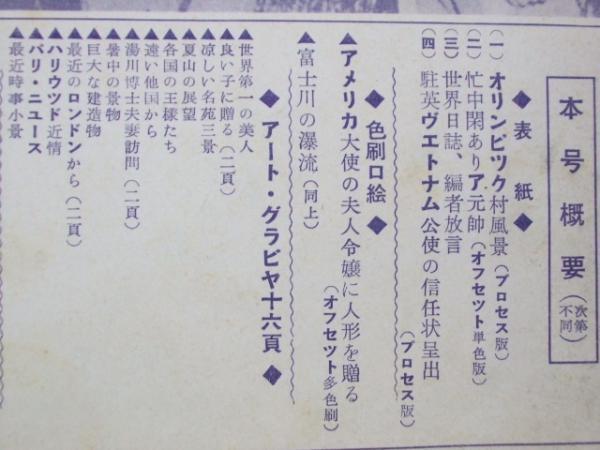 本号概要（次第不同）
◆表紙◆
（一）オリンピック村風景（プロセス版）
（二）忙中閑ありア元帥（オフセット単色版）
（三）世界日誌、編者放言
（四）駐英ヴエトナム公使の信任状呈出
（プロセス版）
◆色刷口絵◆
▲アメリカ大使の夫人令嬢に人形を贈る
（オフセツト多色刷）
▲富士川の瀑流（同上）
◆アート・グラビヤ十六頁◆
▲世界第一の美人
▲良い子に贈る（二頁）
▲凉しい名苑三景
▲夏山の展望
▲各国の王様たち
▲遠い他国から
▲湯川博士夫妻訪問（二頁）
▲暑中の景物
▲巨大な建造物
▲最近のロンドンから（二頁）
▲ハリウツド近情
▲パリ・ニユース
▲最近時事小景